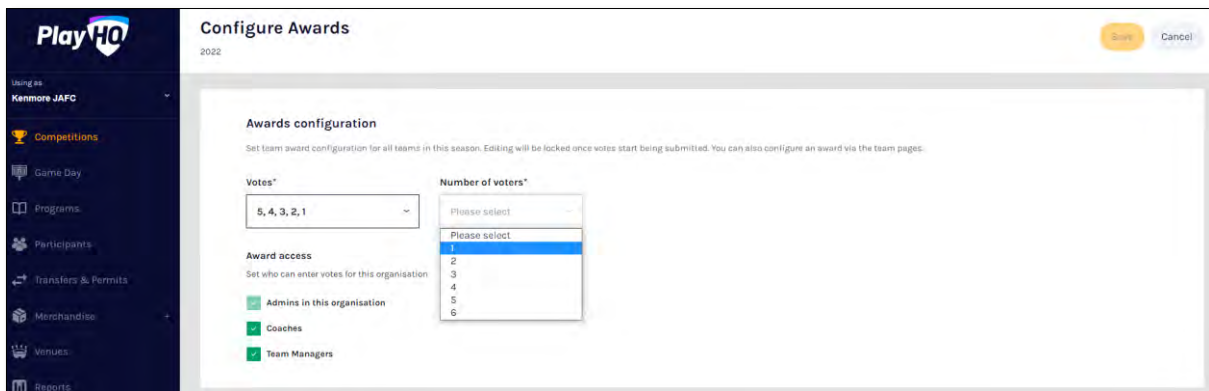 PlayHQ
Using as
Kenmore JAFC
Competitions
Game Day
Programs
Participants
Transfers & Permits
Merchandise
Venues
Reports
Configure Awards
2022
Save
Cancel
Awards configuration
Set team award configuration for all teams in this season. Editing will be locked once votes start being submitted. You can also configure an award via the team pages.
Votes*
5, 4, 3, 2, 1
Number of voters*
Please select
Please select
1
2
3
4
5
6
Award access
Set who can enter votes for this organisation
Admins in this organisation
Coaches
Team Managers